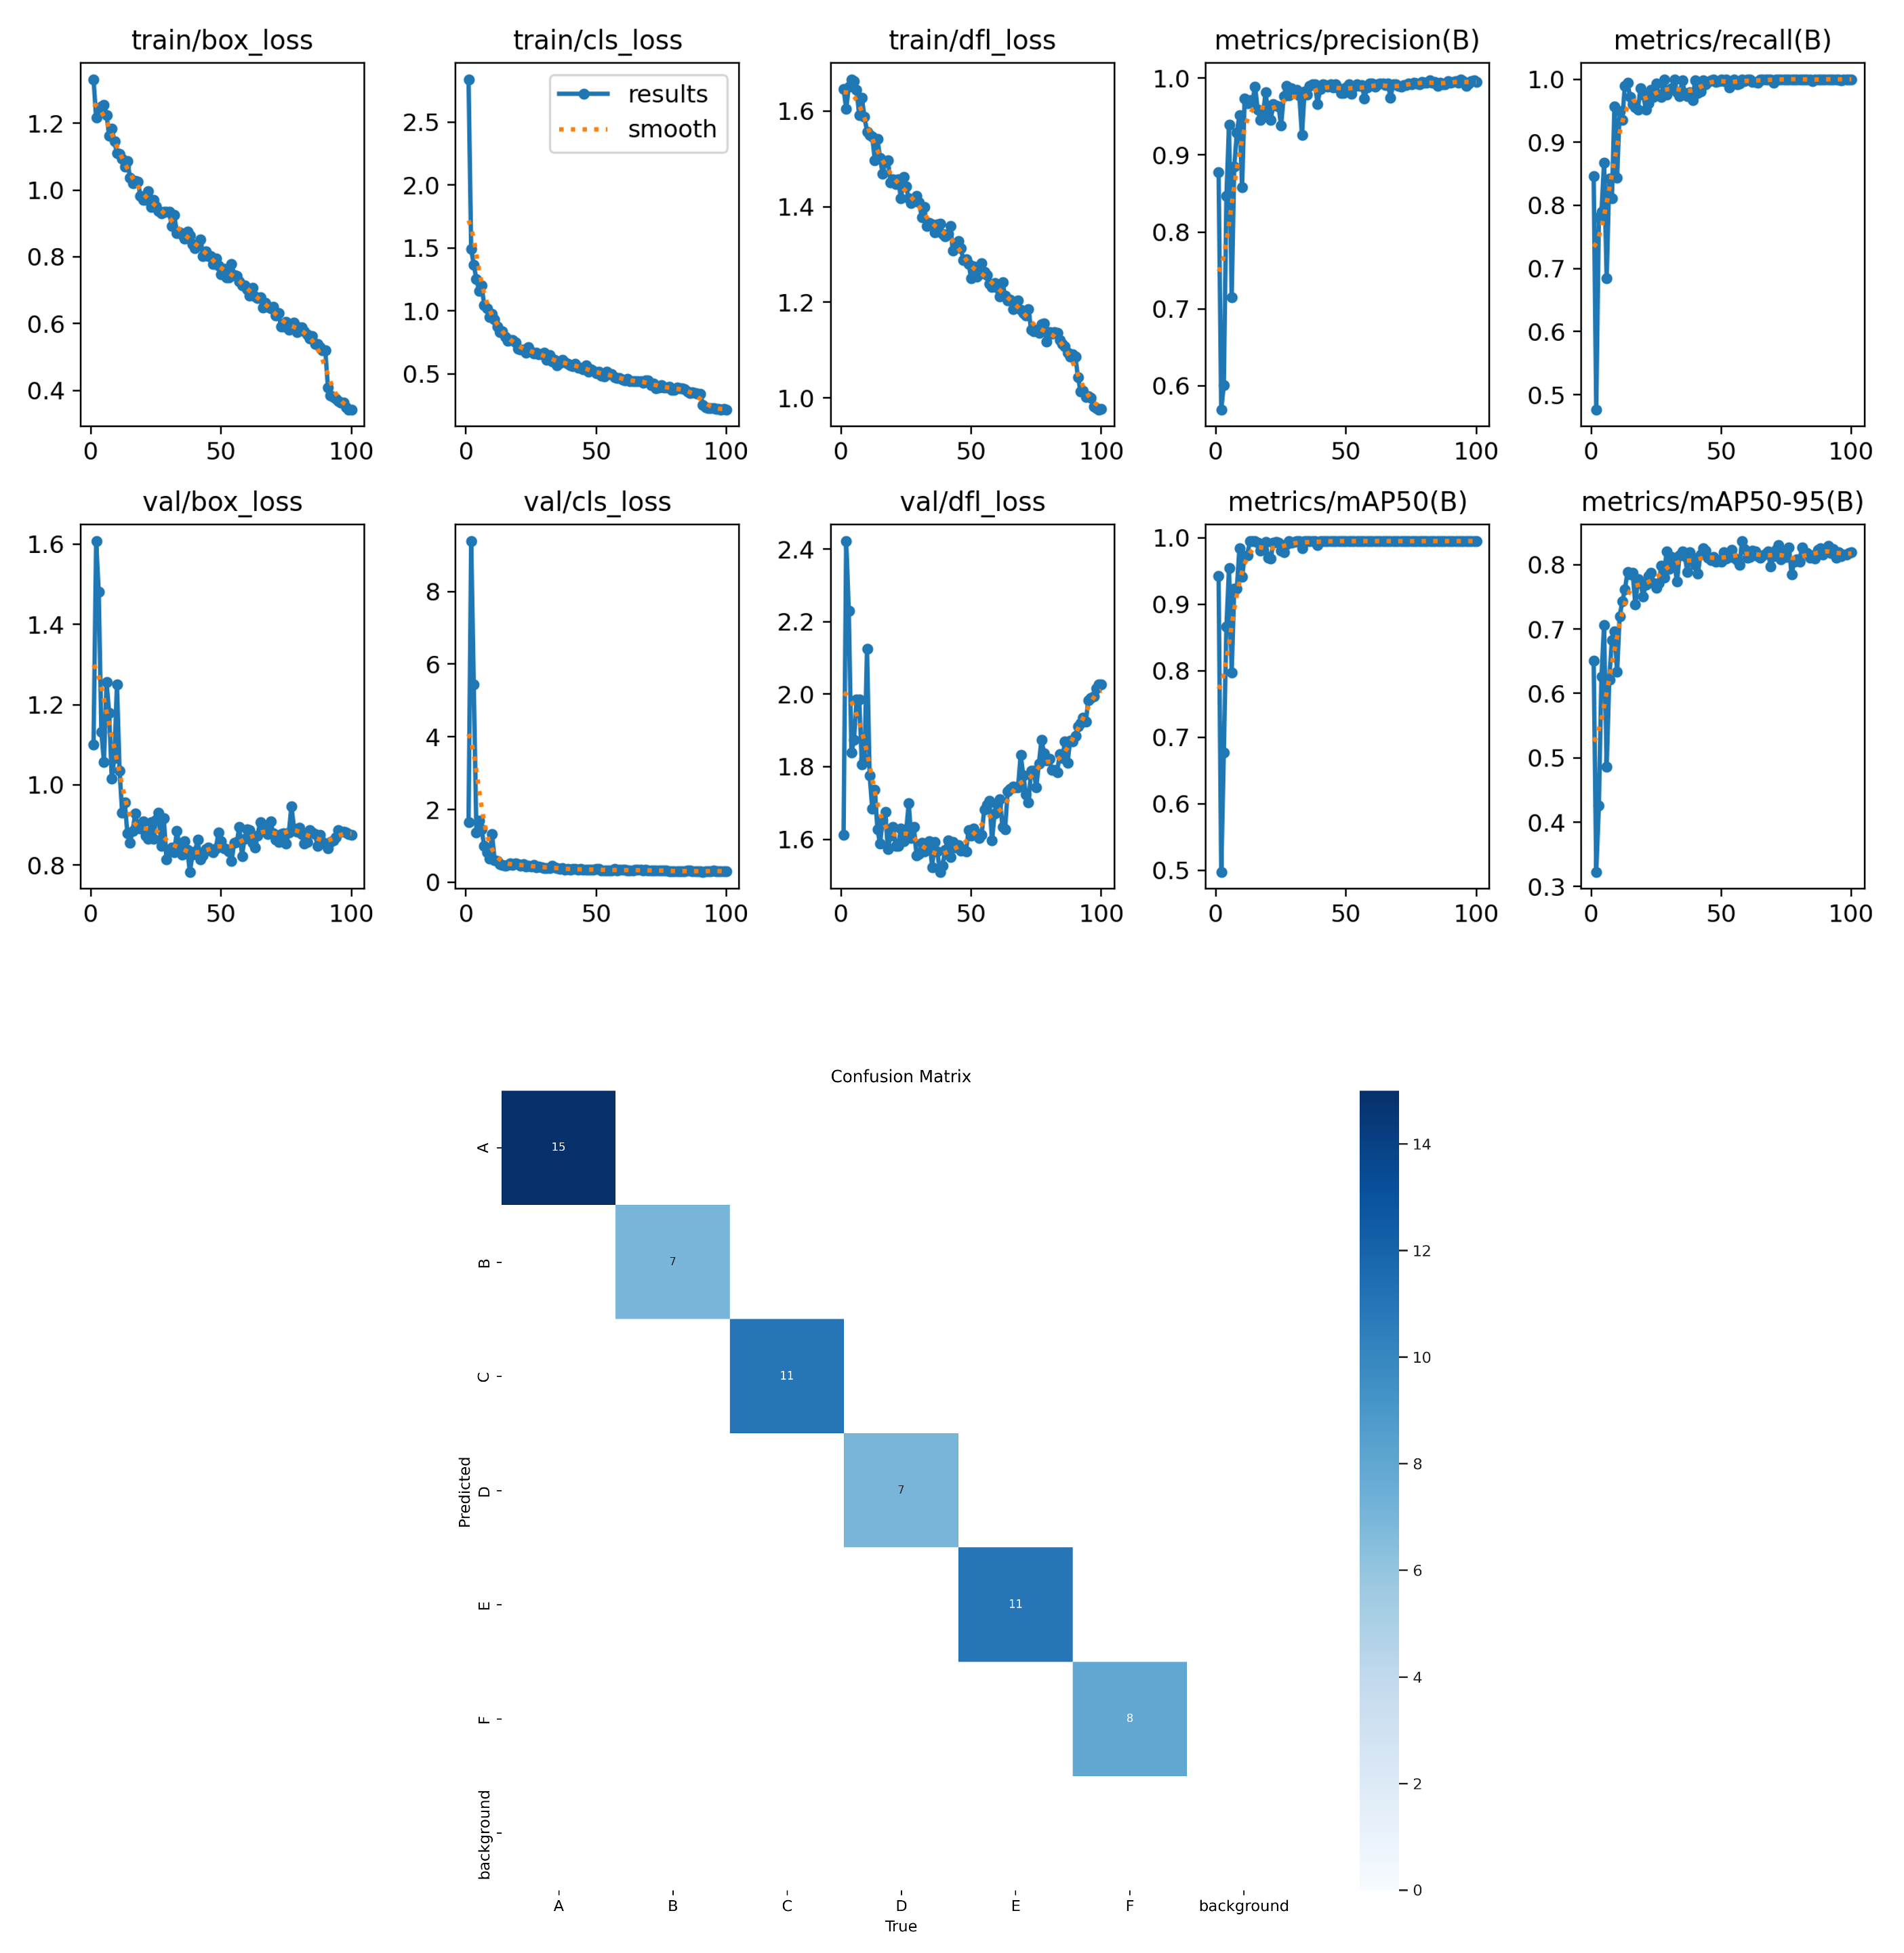 train/box_loss train/cls_loss train/dfl_loss metrics/precision(B) metrics/recall(B)
1.2
1.0
0.8
0.6
0.4
0 50 100
results
smooth
2.5
2.0
1.5
1.0
0.5
0 50 100
1.6
1.4
1.2
1.0
0 50 100
1.0
0.9
0.8
0.7
0.6
0 50 100
1.0
0.9
0.8
0.7
0.6
0.5
0 50 100
val/box_loss val/cls_loss val/dfl_loss metrics/mAP50(B) metrics/mAP50-95(B)
1.6
1.4
1.2
1.0
0.8
0 50 100
8
6
4
2
0
0 50 100
2.4
2.2
2.0
1.8
1.6
0 50 100
1.0
0.9
0.8
0.7
0.6
0.5
0 50 100
0.8
0.7
0.6
0.5
0.4
0.3
0 50 100
Confusion Matrix
Predicted
A
B
C
D
E
F
background
15
7
11
7
11
8
A B C D E F background
True
14
12
10
8
6
4
2
0